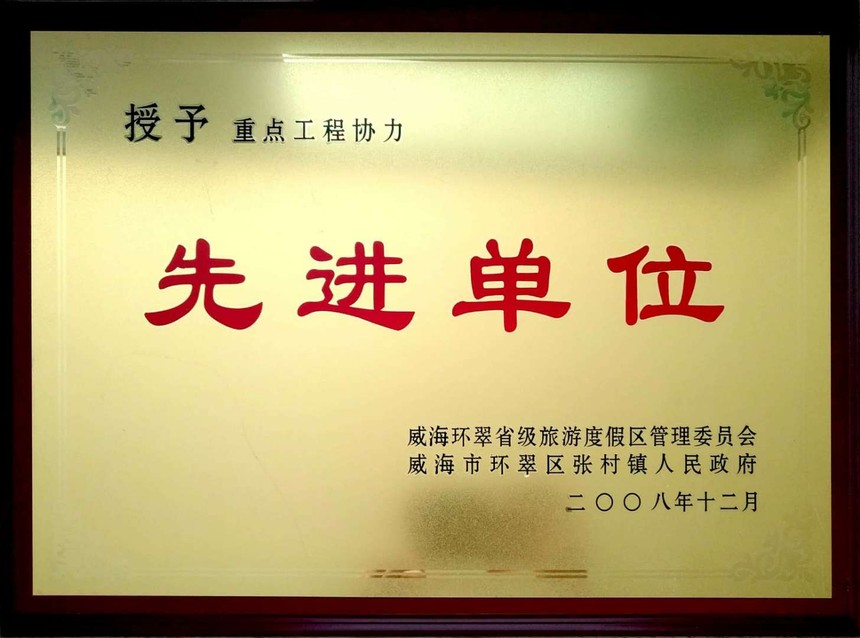 授予 重点工程协力
先进单位
威海环翠省级旅游度假区管理委员会
威海市环翠区张村镇人民政府
二〇〇八年十二月